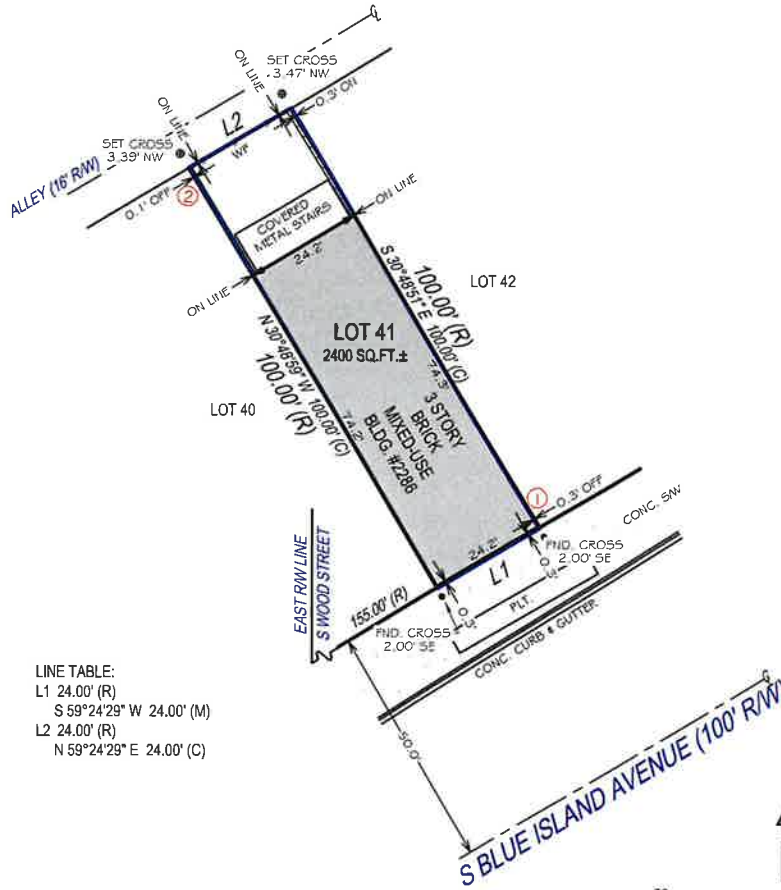 ℄
ON LINE
SET CROSS
3.47' NW
0.3' ON
ON LINE
L2
SET CROSS
3.39' NW
WF
ALLEY (16' R/W)
0.1' OFF
2
ON LINE
COVERED
METAL STAIRS
24.2'
ON LINE
100.00' (R)
S 30°48'51" E 100.00' (C)
LOT 42
LOT 41
2400 SQ.FT.±
74.3'
N 30°48'59" W 100.00' (C)
100.00' (R)
LOT 40
74.2'
3 STORY
BRICK
MIXED-USE
BLDG. #2286
1
0.3' OFF
CONC. S/W
24.2'
L1
FND. CROSS
2.00' SE
0.3'
EAST R/W LINE
S WOOD STREET
155.00' (R)
0.3'
PLT.
FND. CROSS
2.00' SE
CONC. CURB & GUTTER
LINE TABLE:
L1 24.00' (R)
S 59°24'29" W 24.00' (M)
L2 24.00' (R)
N 59°24'29" E 24.00' (C)
50.0'
℄
S BLUE ISLAND AVENUE (100' R/W)